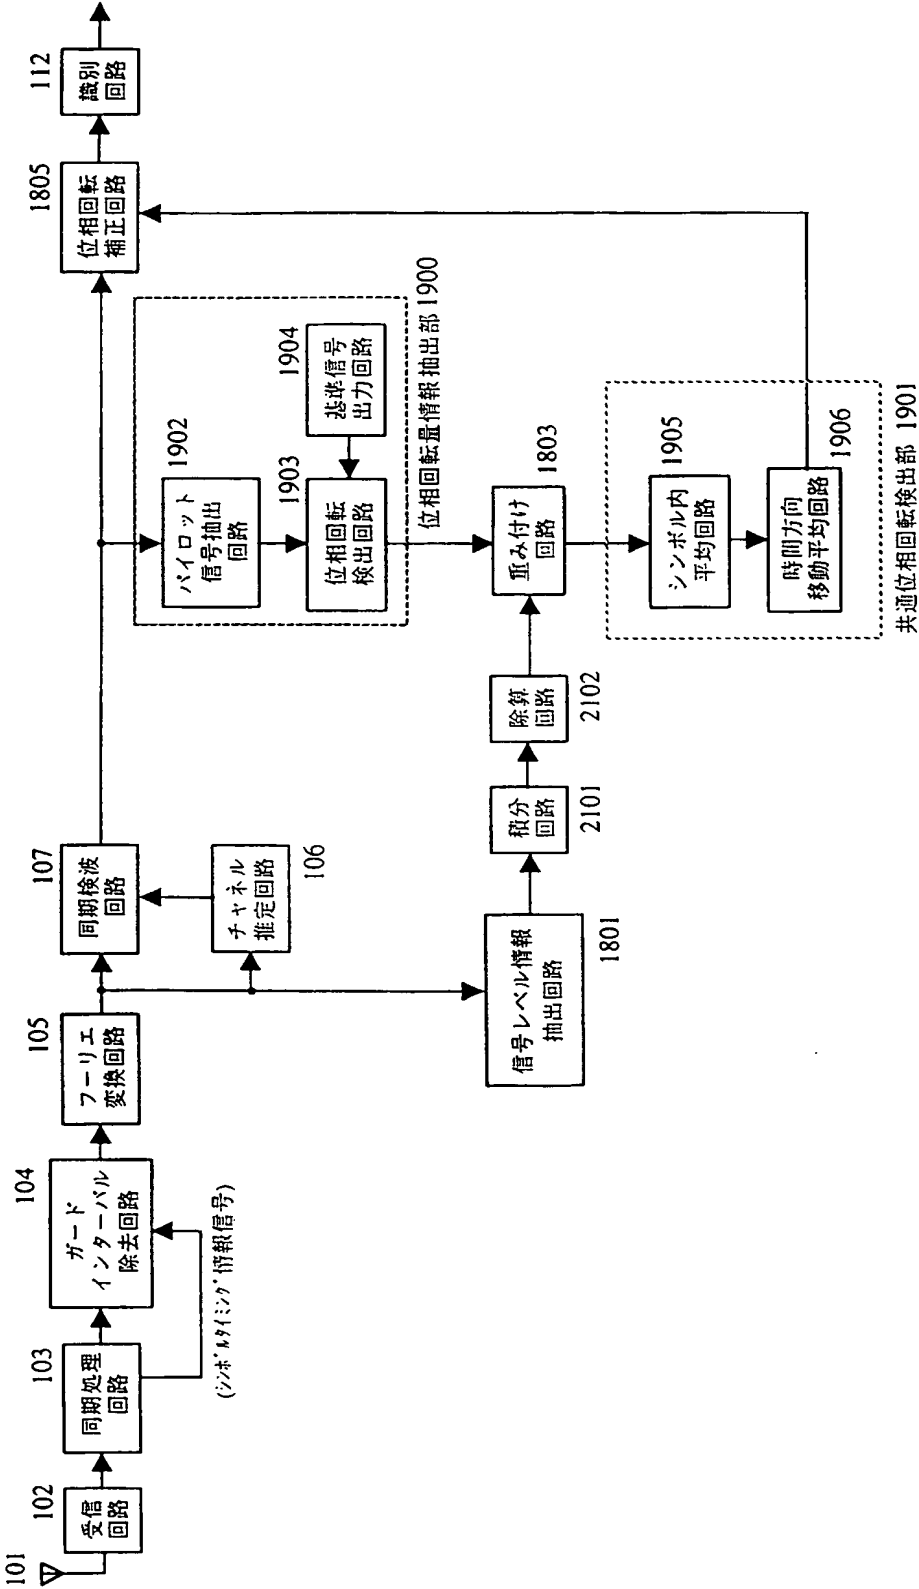 101
102
受信
回路
103
同期処理
回路
(シンボルタイミング情報信号)
104
ガード
インターバル
除去回路
105
フーリエ
変換回路
107
同期検波
回路
チャネル
推定回路
106
信号レベル情報
抽出回路
1801
積分
回路
2101
除算
回路
2102
重み付け
回路
1803
1902
パイロット
信号抽出
回路
1903
位相回転
検出回路
1904
基準信号
出力回路
位相回転量情報抽出部 1900
シンボル内
平均回路
1905
時間方向
移動平均回路
1906
共通位相回転検出部 1901
1805
位相回転
補正回路
112
識別
回路